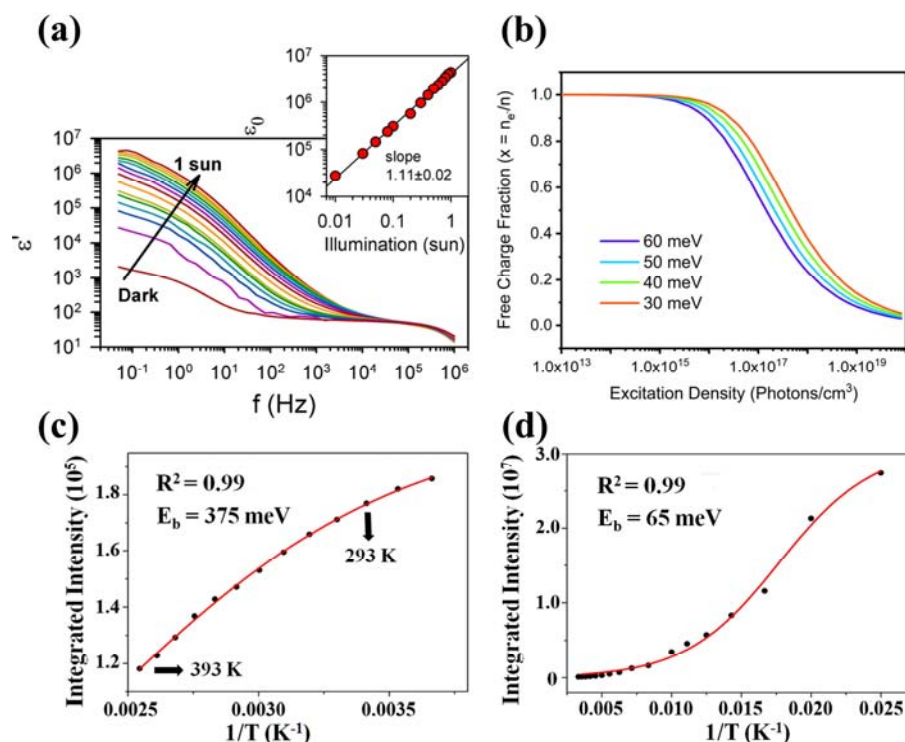 (a)
ε'
10⁷
10⁶
10⁵
10⁴
10³
10²
10¹
1 sun
Dark
10⁻¹ 10⁰ 10¹ 10² 10³ 10⁴ 10⁵ 10⁶
f (Hz)
ε₀
10⁷
10⁶
10⁵
10⁴
slope
1.11±0.02
0.01 0.1 1
Illumination (sun)
(b)
Free Charge Fraction (x = nₑ-/n)
1.0
0.8
0.6
0.4
0.2
0.0
60 meV
50 meV
40 meV
30 meV
1.0x10¹³ 1.0x10¹⁵ 1.0x10¹⁷ 1.0x10¹⁹
Excitation Density (Photons/cm³)
(c)
Integrated Intensity (10⁵)
1.8
1.6
1.4
1.2
R² = 0.99
E_b = 375 meV
293 K
393 K
0.0025 0.0030 0.0035
1/T (K⁻¹)
(d)
Integrated Intensity (10⁷)
3.0
2.0
1.0
0
R² = 0.99
E_b = 65 meV
0.005 0.010 0.015 0.020 0.025
1/T (K⁻¹)